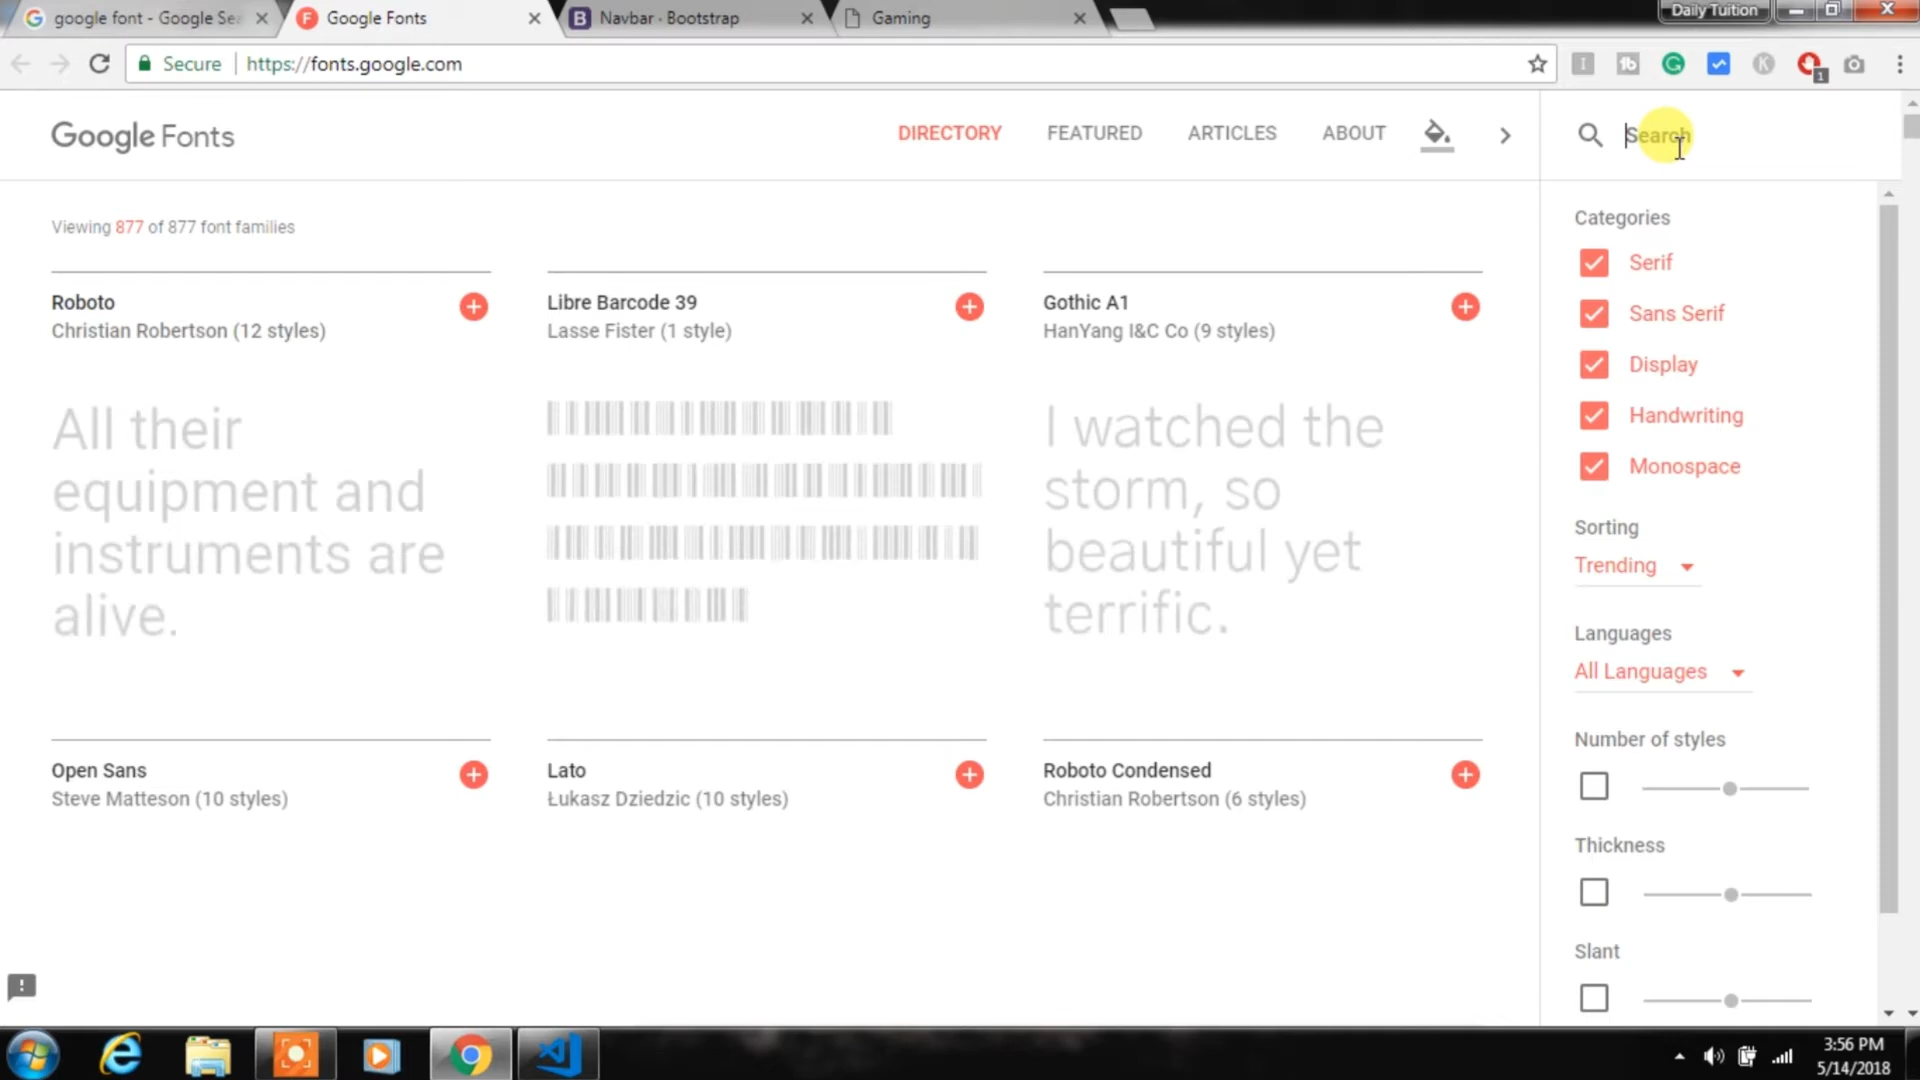 google font - Google Sea
Google Fonts
Navbar · Bootstrap
Gaming
Daily Tuition
Secure
https://fonts.google.com
1
Google Fonts
DIRECTORY
FEATURED
ARTICLES
ABOUT
Search
Viewing 877 of 877 font families
Roboto
Christian Robertson (12 styles)
All their
equipment and
instruments are
alive.
Libre Barcode 39
Lasse Fister (1 style)
Gothic A1
HanYang I&C Co (9 styles)
I watched the
storm, so
beautiful yet
terrific.
Open Sans
Steve Matteson (10 styles)
Lato
Łukasz Dziedzic (10 styles)
Roboto Condensed
Christian Robertson (6 styles)
Categories
Serif
Sans Serif
Display
Handwriting
Monospace
Sorting
Trending
Languages
All Languages
Number of styles
Thickness
Slant
3:56 PM
5/14/2018